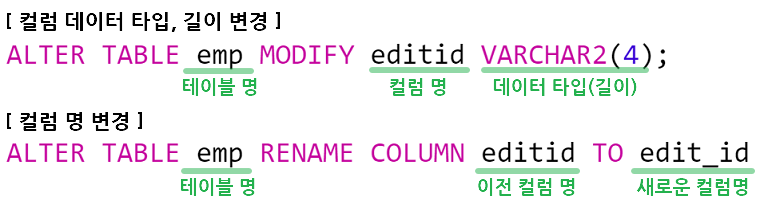 [ 컬럼 데이터 타입, 길이 변경 ]
ALTER TABLE emp MODIFY editid VARCHAR2(4);
테이블 명 컬럼 명 데이터 타입(길이)
[ 컬럼 명 변경 ]
ALTER TABLE emp RENAME COLUMN editid TO edit_id
테이블 명 이전 컬럼 명 새로운 컬럼명